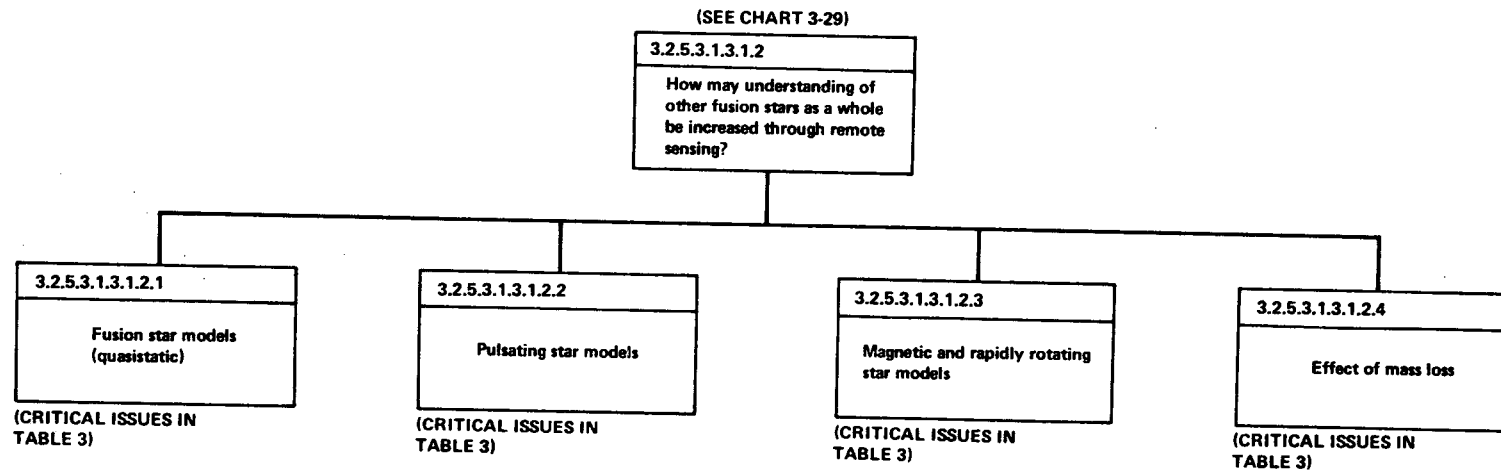 (SEE CHART 3-29)
3.2.5.3.1.3.1.2
How may understanding of
other fusion stars as a whole
be increased through remote
sensing?
3.2.5.3.1.3.1.2.1
Fusion star models
(quasistatic)
(CRITICAL ISSUES IN
TABLE 3)
3.2.5.3.1.3.1.2.2
Pulsating star models
(CRITICAL ISSUES IN
TABLE 3)
3.2.5.3.1.3.1.2.3
Magnetic and rapidly rotating
star models
(CRITICAL ISSUES IN
TABLE 3)
3.2.5.3.1.3.1.2.4
Effect of mass loss
(CRITICAL ISSUES IN
TABLE 3)